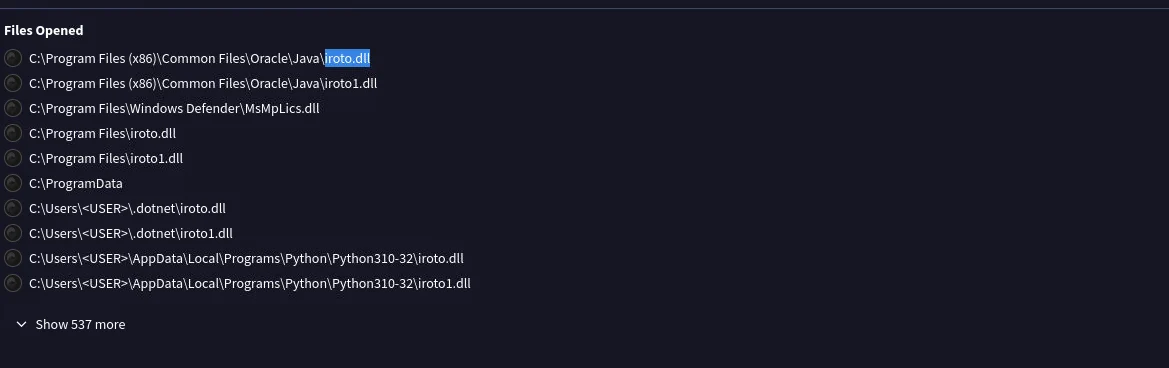 Files Opened
C:\Program Files (x86)\Common Files\Oracle\Java\iroto.dll
C:\Program Files (x86)\Common Files\Oracle\Java\iroto1.dll
C:\Program Files\Windows Defender\MsMpLics.dll
C:\Program Files\iroto.dll
C:\Program Files\iroto1.dll
C:\ProgramData
C:\Users\<USER>\.dotnet\iroto.dll
C:\Users\<USER>\.dotnet\iroto1.dll
C:\Users\<USER>\AppData\Local\Programs\Python\Python310-32\iroto.dll
C:\Users\<USER>\AppData\Local\Programs\Python\Python310-32\iroto1.dll
Show 537 more